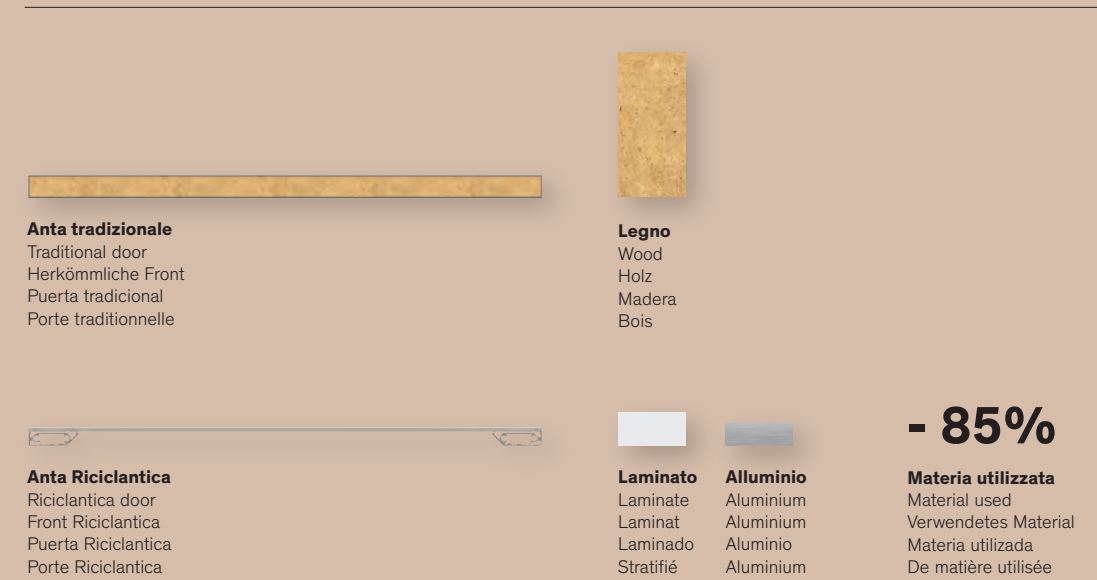 Anta tradizionale
Traditional door
Herkömmliche Front
Puerta tradicional
Porte traditionnelle
Legno
Wood
Holz
Madera
Bois
Anta Riciclantica
Riciclantica door
Front Riciclantica
Puerta Riciclantica
Porte Riciclantica
Laminato
Laminate
Laminat
Laminado
Stratifié
Alluminio
Aluminium
Aluminium
Aluminio
Aluminium
- 85%
Materia utilizzata
Material used
Verwendetes Material
Materia utilizada
De matière utilisée